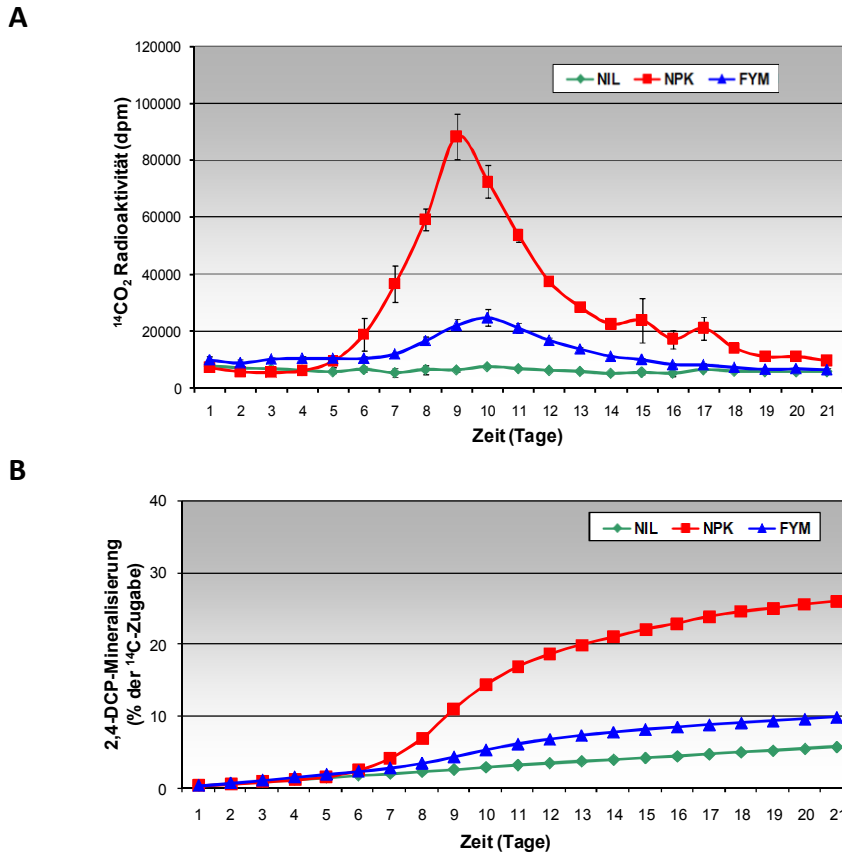 A
120000
100000
80000
60000
40000
20000
0
¹⁴CO₂ Radioaktivität (dpm)
NIL NPK FYM
1 2 3 4 5 6 7 8 9 10 11 12 13 14 15 16 17 18 19 20 21
Zeit (Tage)
B
40
30
20
10
0
2,4-DCP-Mineralisierung
(% der ¹⁴C-Zugabe)
NIL NPK FYM
1 2 3 4 5 6 7 8 9 10 11 12 13 14 15 16 17 18 19 20 21
Zeit (Tage)